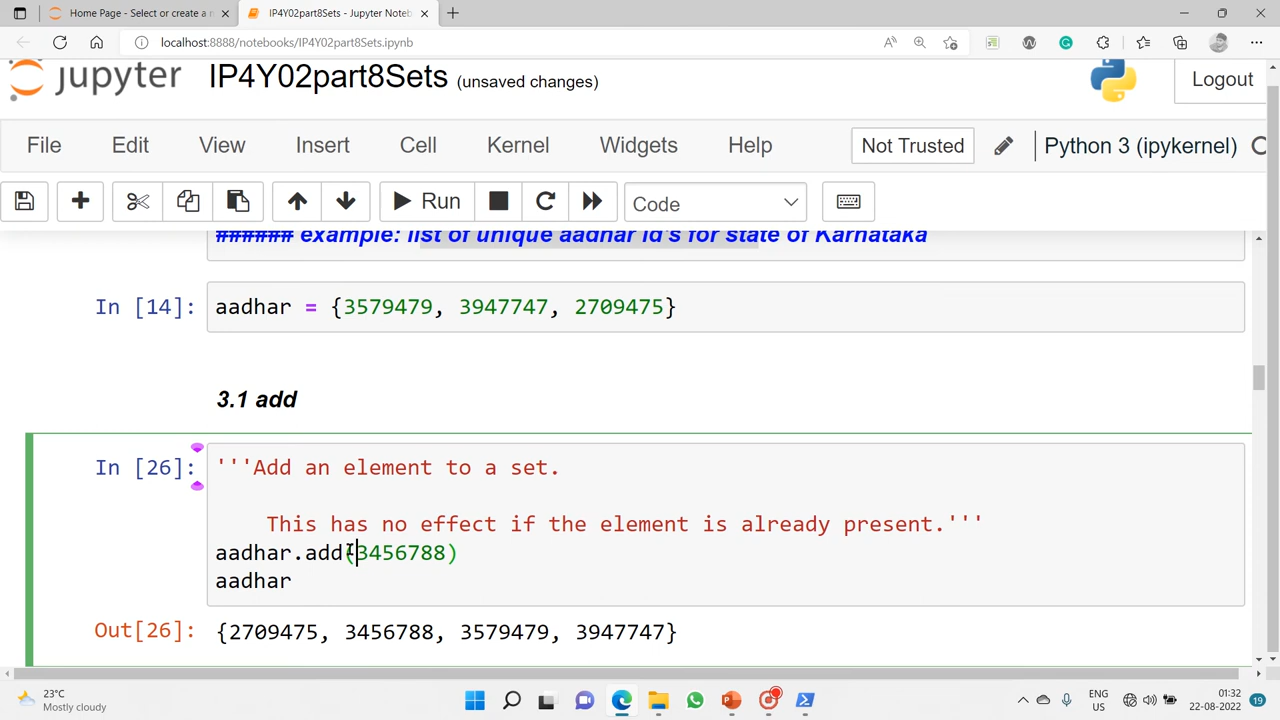 Home Page - Select or create a n
IP4Y02part8Sets - Jupyter Noteb
localhost:8888/notebooks/IP4Y02part8Sets.ipynb
jupyter IP4Y02part8Sets (unsaved changes)
Logout
File Edit View Insert Cell Kernel Widgets Help Not Trusted Python 3 (ipykernel)
Run Code
###### example: list of unique aadhar id's for state of Karnataka
In [14]: aadhar = {3579479, 3947747, 2709475}
3.1 add
In [26]: '''Add an element to a set.
This has no effect if the element is already present.'''
aadhar.add(3456788)
aadhar
Out[26]: {2709475, 3456788, 3579479, 3947747}
23°C
Mostly cloudy
ENG
US
01:32
22-08-2022
19